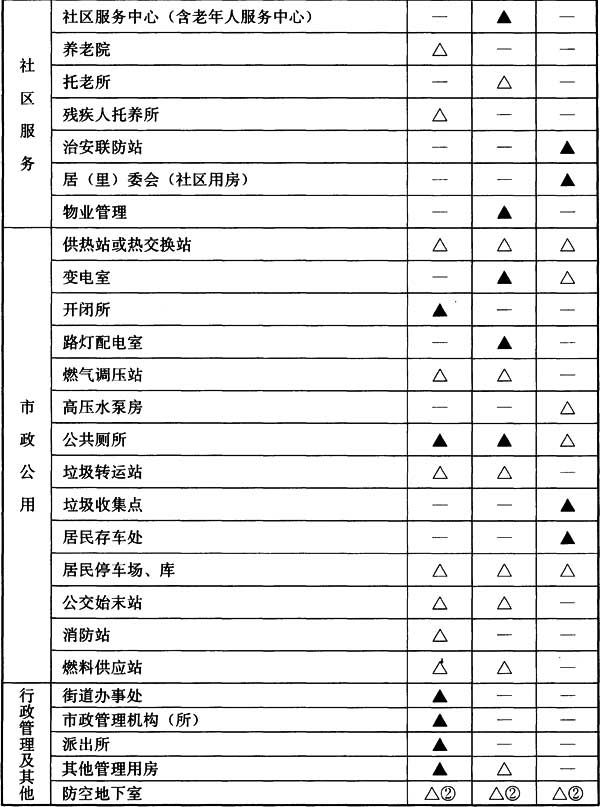 社区服务
社区服务中心（含老年人服务中心） — ▲ —
养老院 △ — —
托老所 — △ —
残疾人托养所 △ — —
治安联防站 — — ▲
居（里）委会（社区用房） — — ▲
物业管理 — ▲ —
市政公用
供热站或热交换站 △ △ △
变电室 — ▲ △
开闭所 ▲ — —
路灯配电室 — ▲ —
燃气调压站 △ △ —
高压水泵房 — — △
公共厕所 ▲ ▲ △
垃圾转运站 △ △ —
垃圾收集点 — — ▲
居民存车处 — — ▲
居民停车场、库 △ △ △
公交始末站 △ △ —
消防站 △ — —
燃料供应站 △ △ —
行政管理及其他
街道办事处 ▲ — —
市政管理机构（所） ▲ — —
派出所 ▲ — —
其他管理用房 ▲ △ —
防空地下室 △② △② △②